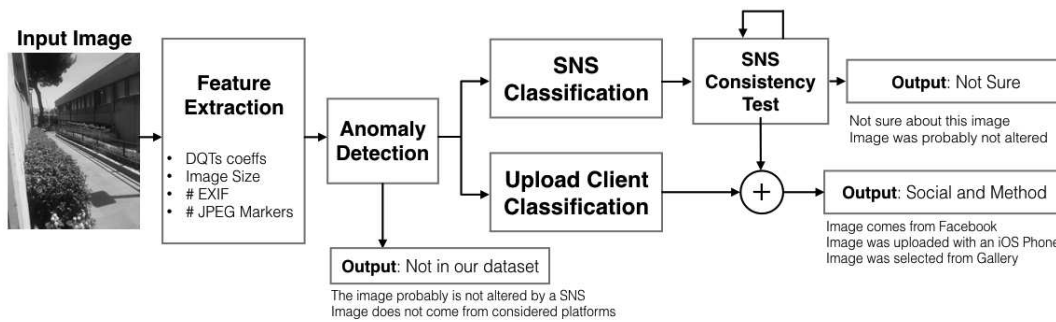 Input Image
Feature
Extraction
• DQTs coeffs
• Image Size
• # EXIF
• # JPEG Markers
Anomaly
Detection
Output: Not in our dataset
The image probably is not altered by a SNS
Image does not come from considered platforms
SNS
Classification
Upload Client
Classification
SNS
Consistency
Test
+
Output: Not Sure
Not sure about this image
Image was probably not altered
Output: Social and Method
Image comes from Facebook
Image was uploaded with an iOS Phone
Image was selected from Gallery